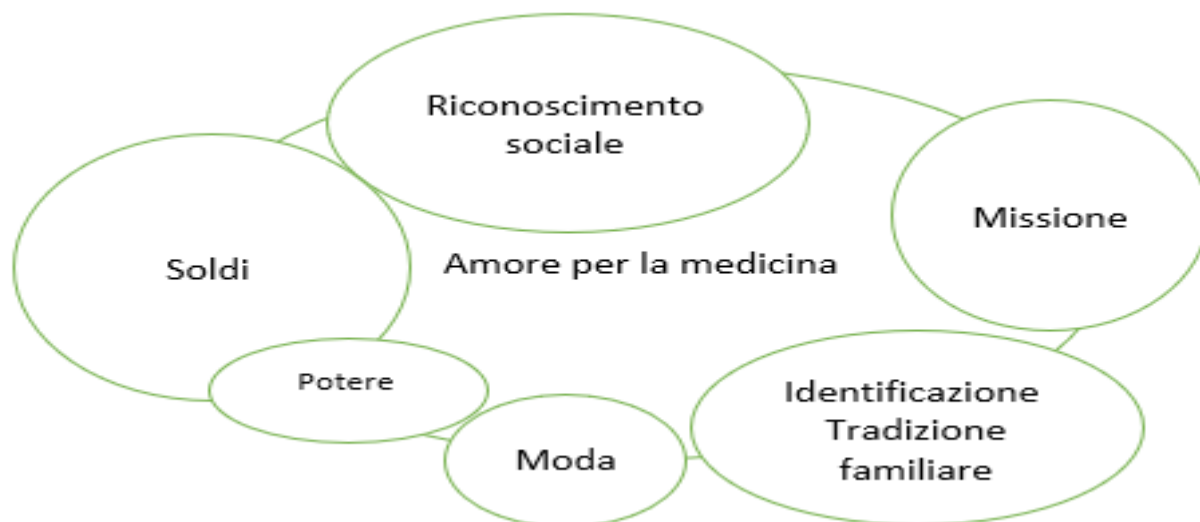 Riconoscimento
sociale
Missione
Soldi
Amore per la medicina
Potere
Identificazione
Tradizione
familiare
Moda